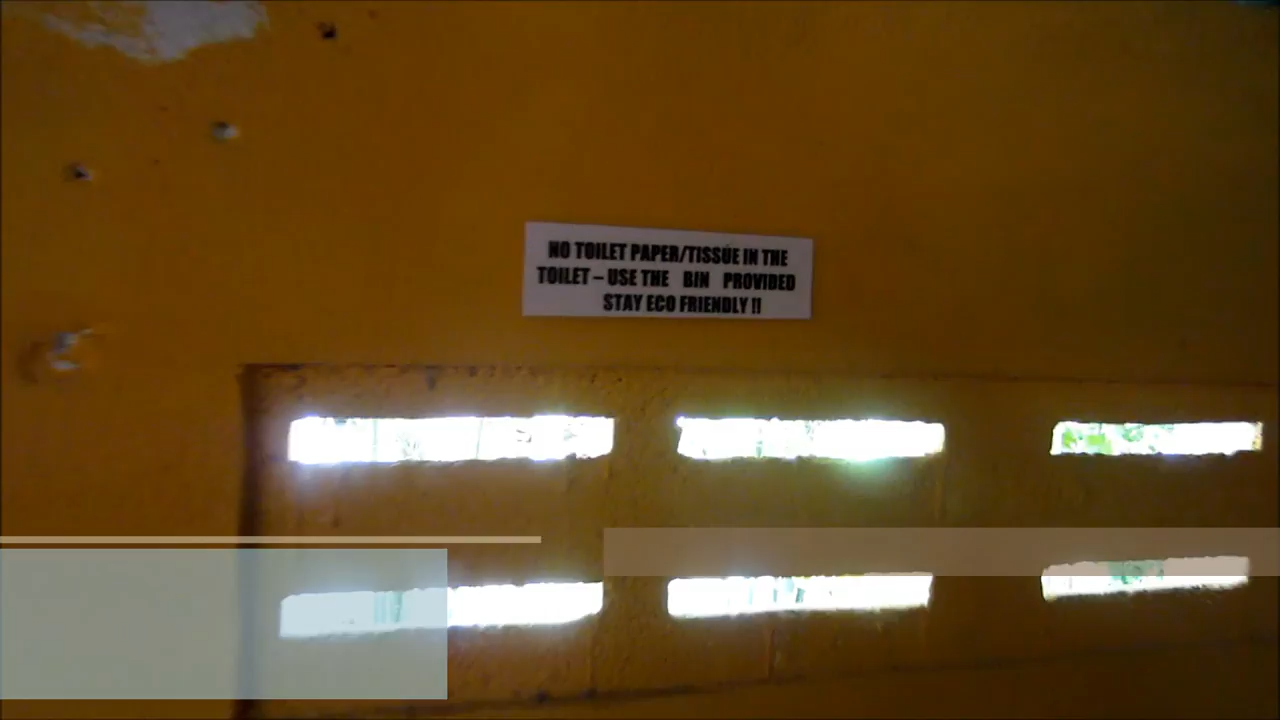 NO TOILET PAPER/TISSUE IN THE
TOILET – USE THE BIN PROVIDED
STAY ECO FRIENDLY !!